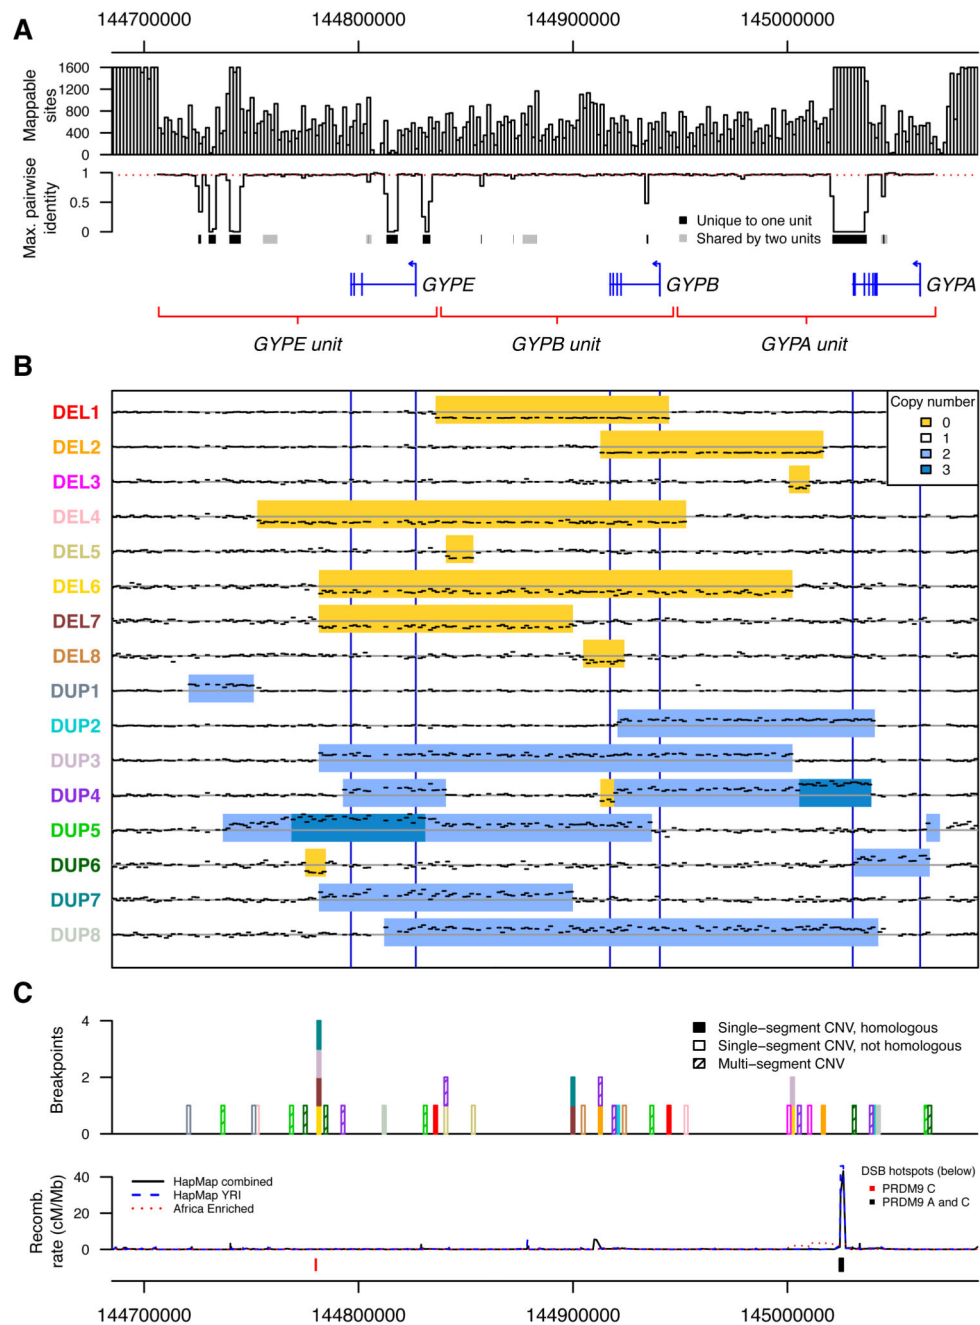 A
144700000 144800000 144900000 145000000
Mappable sites
1600
1200
800
400
0
Max. pairwise identity
1
0.5
0
Unique to one unit
Shared by two units
GYPE GYPB GYPA
GYPE unit GYPB unit GYPA unit
B
Copy number
0
1
2
3
DEL1
DEL2
DEL3
DEL4
DEL5
DEL6
DEL7
DEL8
DUP1
DUP2
DUP3
DUP4
DUP5
DUP6
DUP7
DUP8
C
Breakpoints
4
2
0
Single−segment CNV, homologous
Single−segment CNV, not homologous
Multi−segment CNV
Recomb. rate (cM/Mb)
40
20
0
HapMap combined
HapMap YRI
Africa Enriched
DSB hotspots (below)
PRDM9 C
PRDM9 A and C
144700000 144800000 144900000 145000000